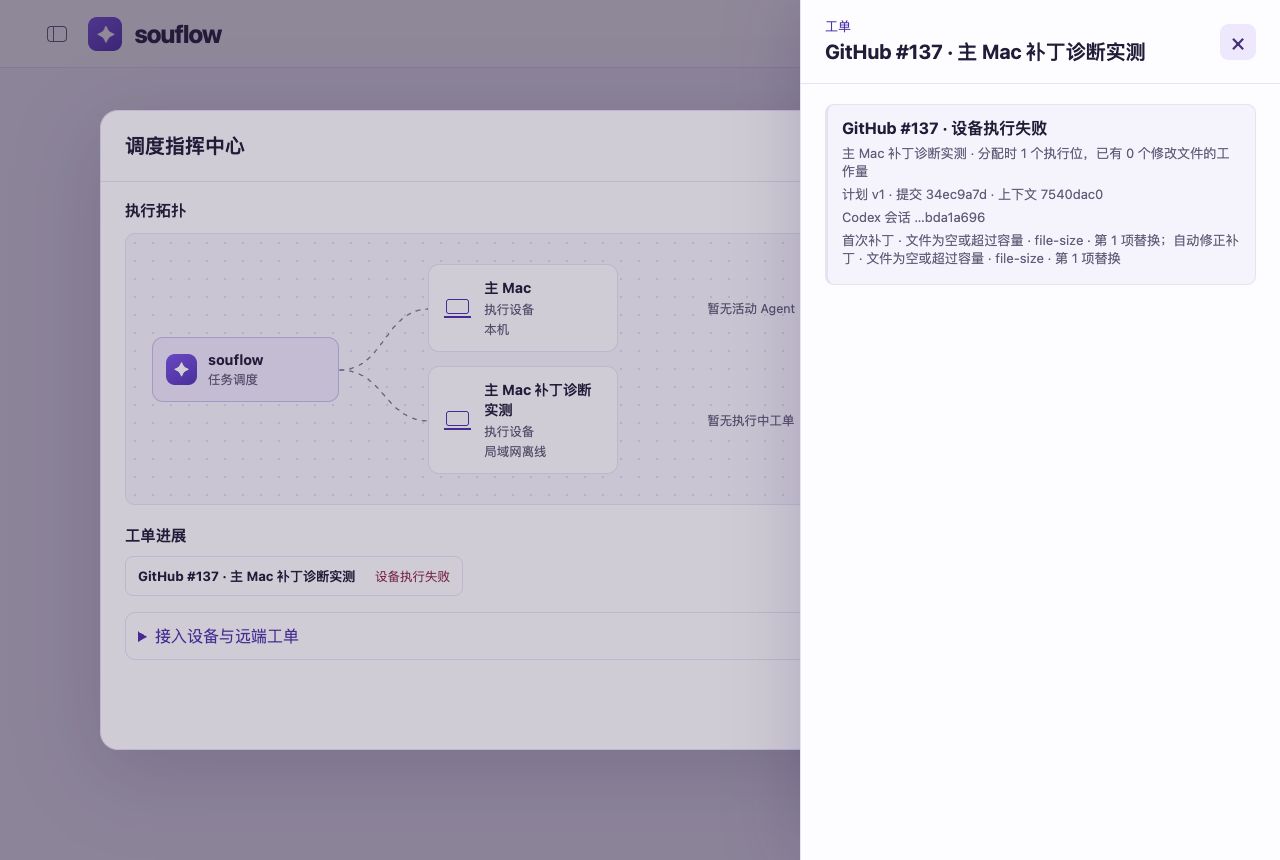 souflow
调度指挥中心
执行拓扑
souflow
任务调度
主 Mac
执行设备
本机
暂无活动 Agent
主 Mac 补丁诊断
实测
执行设备
局域网离线
暂无执行中工单
工单进展
GitHub #137 · 主 Mac 补丁诊断实测 设备执行失败
接入设备与远端工单
工单
GitHub #137 · 主 Mac 补丁诊断实测
GitHub #137 · 设备执行失败
主 Mac 补丁诊断实测 · 分配时 1 个执行位，已有 0 个修改文件的工
作量
计划 v1 · 提交 34ec9a7d · 上下文 7540dac0
Codex 会话 …bda1a696
首次补丁 · 文件为空或超过容量 · file-size · 第 1 项替换；自动修正补
丁 · 文件为空或超过容量 · file-size · 第 1 项替换